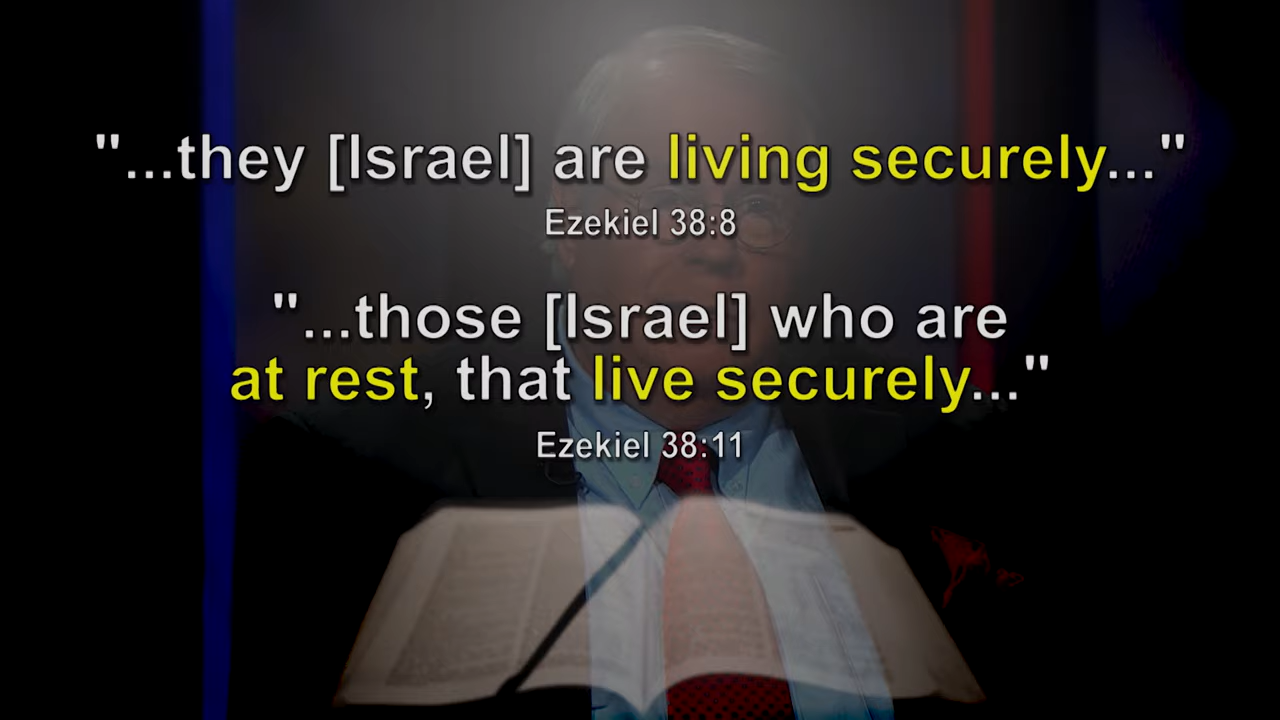 "...they [Israel] are living securely..."
Ezekiel 38:8
"...those [Israel] who are
at rest, that live securely..."
Ezekiel 38:11